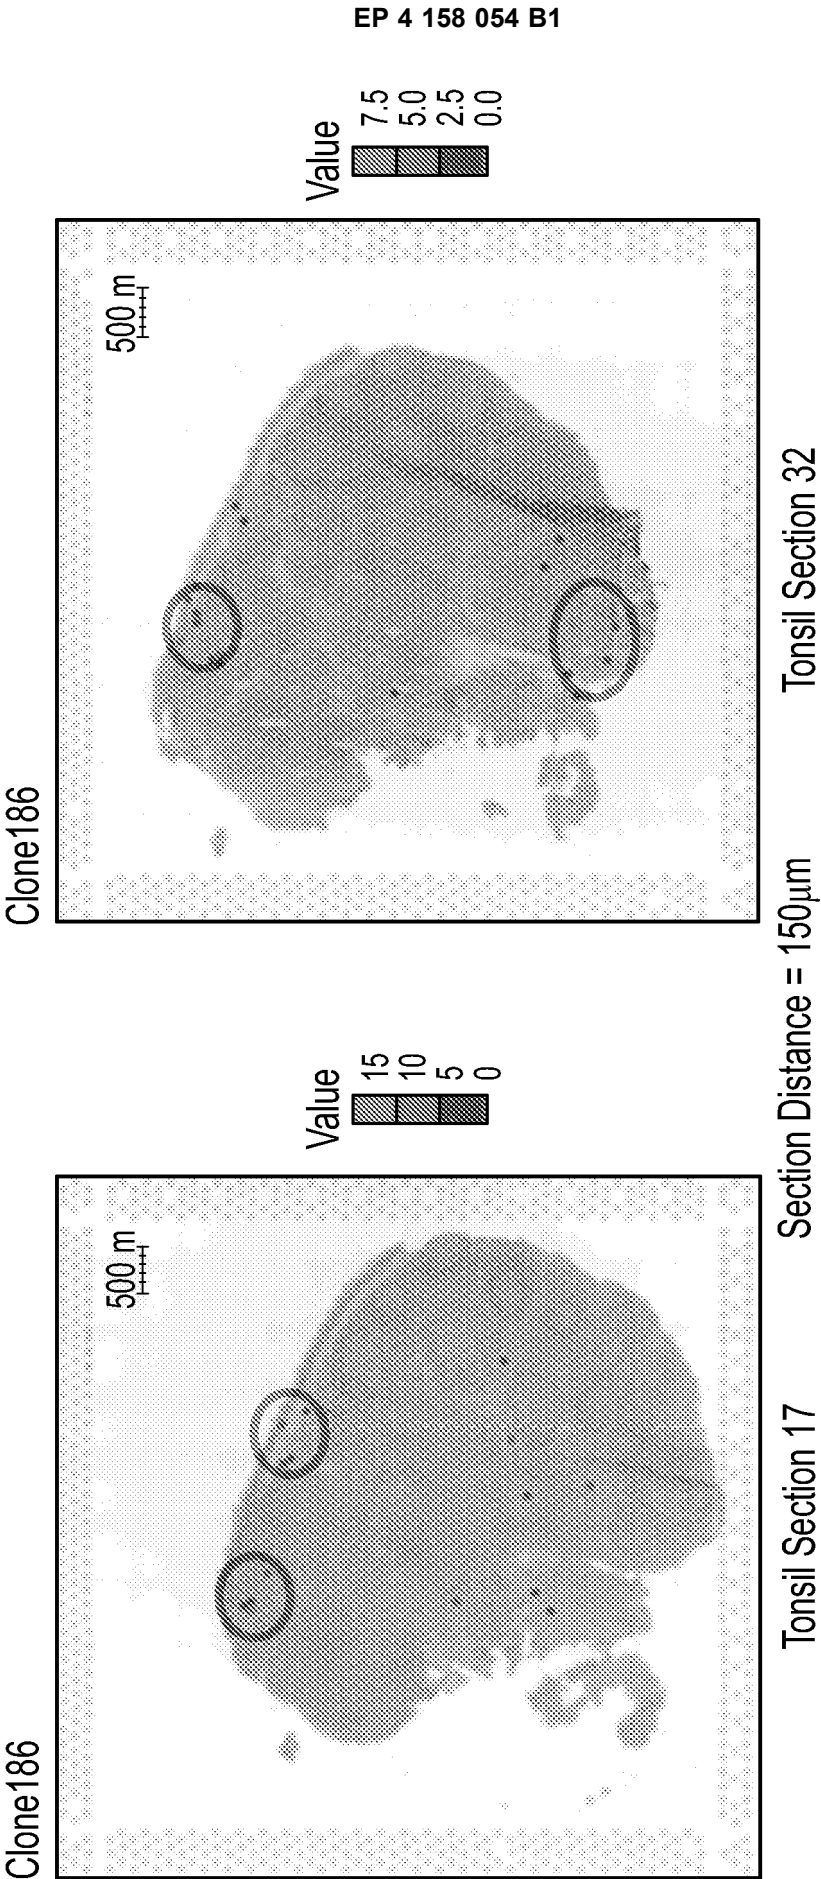 EP 4 158 054 B1
Clone186
500 m
Value
15
10
5
0
Tonsil Section 17
Clone186
500 m
Value
7.5
5.0
2.5
0.0
Tonsil Section 32
Section Distance = 150µm